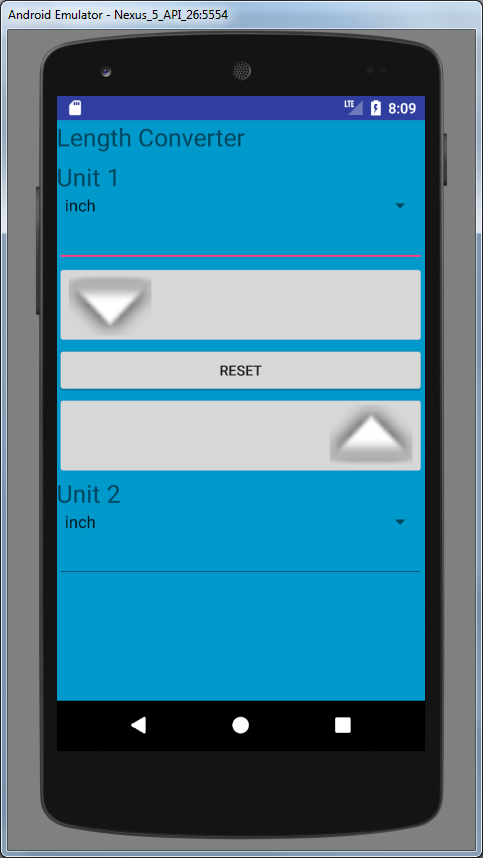 Android Emulator - Nexus_5_API_26:5554
LTE 8:09
Length Converter
Unit 1
inch
RESET
Unit 2
inch